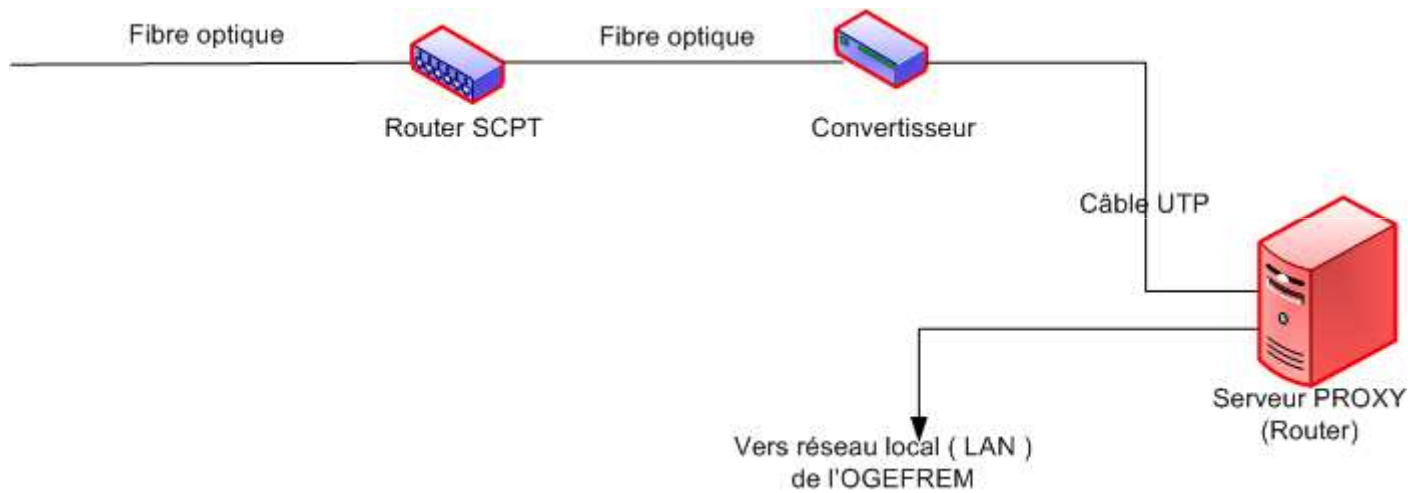 Fibre optique
Fibre optique
Router SCPT
Convertisseur
Câble UTP
Serveur PROXY
(Router)
Vers réseau local ( LAN )
de l'OGEFREM